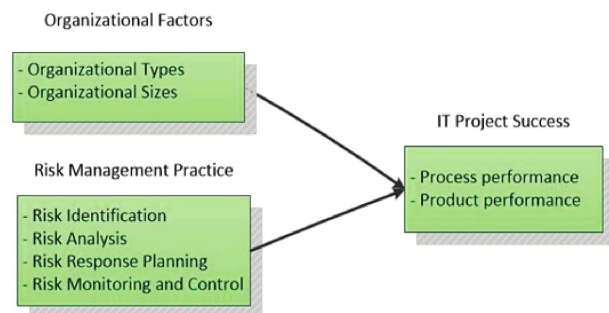 Organizational Factors
- Organizational Types
- Organizational Sizes
IT Project Success
- Process performance
- Product performance
Risk Management Practice
- Risk Identification
- Risk Analysis
- Risk Response Planning
- Risk Monitoring and Control